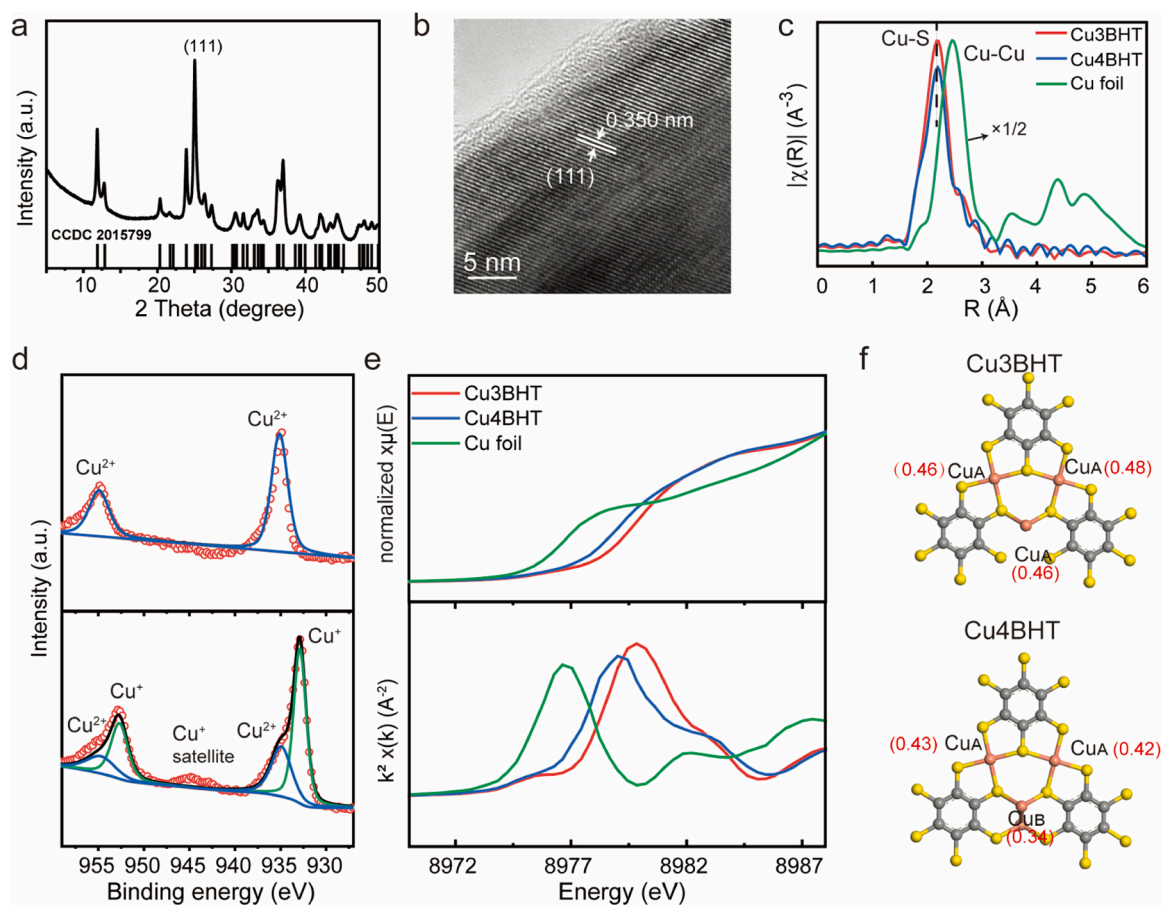 a
(111)
Intensity (a.u.)
CCDC 2015799
10 20 30 40 50
2 Theta (degree)
b
0.350 nm
(111)
5 nm
c
Cu-S
Cu-Cu
Cu3BHT
Cu4BHT
Cu foil
×1/2
|χ(R)| (A⁻³)
0 1 2 3 4 5 6
R (Å)
d
Cu²⁺
Cu²⁺
Cu⁺
Cu²⁺
Cu⁺
satellite
Cu²⁺
Cu⁺
Intensity (a.u.)
955 950 945 940 935 930
Binding energy (eV)
e
Cu3BHT
Cu4BHT
Cu foil
normalized xμ(E)
k² x(k) (A⁻²)
8972 8977 8982 8987
Energy (eV)
f
Cu3BHT
(0.46) CuA CuA (0.48)
CuA
(0.46)
Cu4BHT
(0.43) CuA CuA (0.42)
CuB
(0.34)